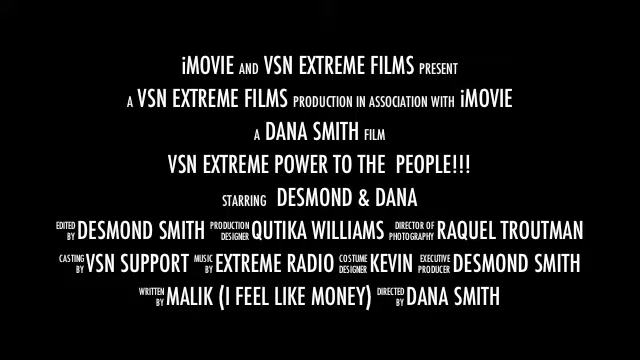 iMOVIE AND VSN EXTREME FILMS PRESENT
A VSN EXTREME FILMS PRODUCTION IN ASSOCIATION WITH iMOVIE
A DANA SMITH FILM
VSN EXTREME POWER TO THE PEOPLE!!!
STARRING DESMOND & DANA
EDITED BY DESMOND SMITH PRODUCTION DESIGNER QUTIKA WILLIAMS DIRECTOR OF PHOTOGRAPHY RAQUEL TROUTMAN
CASTING BY VSN SUPPORT MUSIC BY EXTREME RADIO COSTUME DESIGNER KEVIN EXECUTIVE PRODUCER DESMOND SMITH
WRITTEN BY MALIK (I FEEL LIKE MONEY) DIRECTED BY DANA SMITH